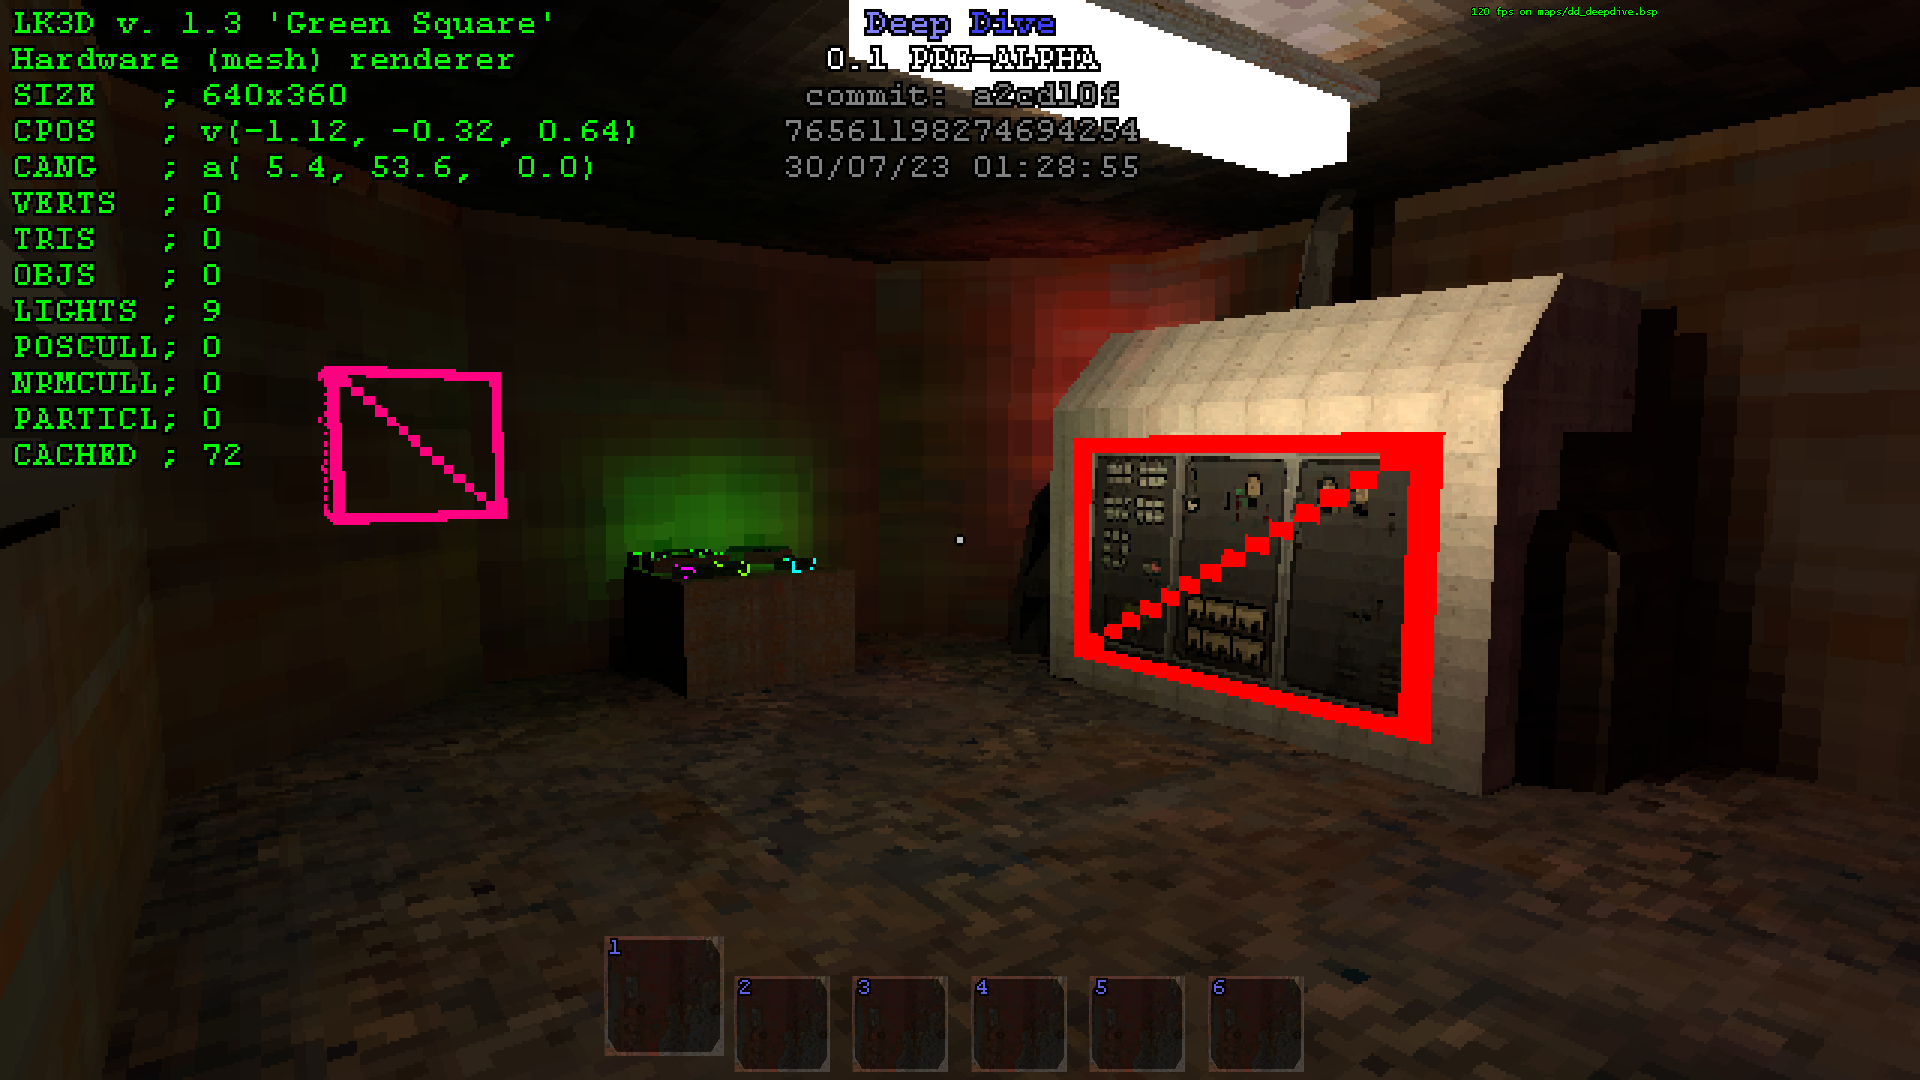 LK3D v. 1.3 'Green Square'
Hardware (mesh) renderer
SIZE ; 640x360
CPOS ; v(-1.12, -0.32, 0.64)
CANG ; a( 5.4, 53.6, 0.0)
VERTS ; 0
TRIS ; 0
OBJS ; 0
LIGHTS ; 9
POSCULL; 0
NRMCULL; 0
PARTICL; 0
CACHED ; 72
Deep Dive
0.1 PRE-ALPHA
commit: a2cd10f
76561198274694254
30/07/23 01:28:55
120 fps on maps/dd_deepdive.bsp
1
2
3
4
5
6